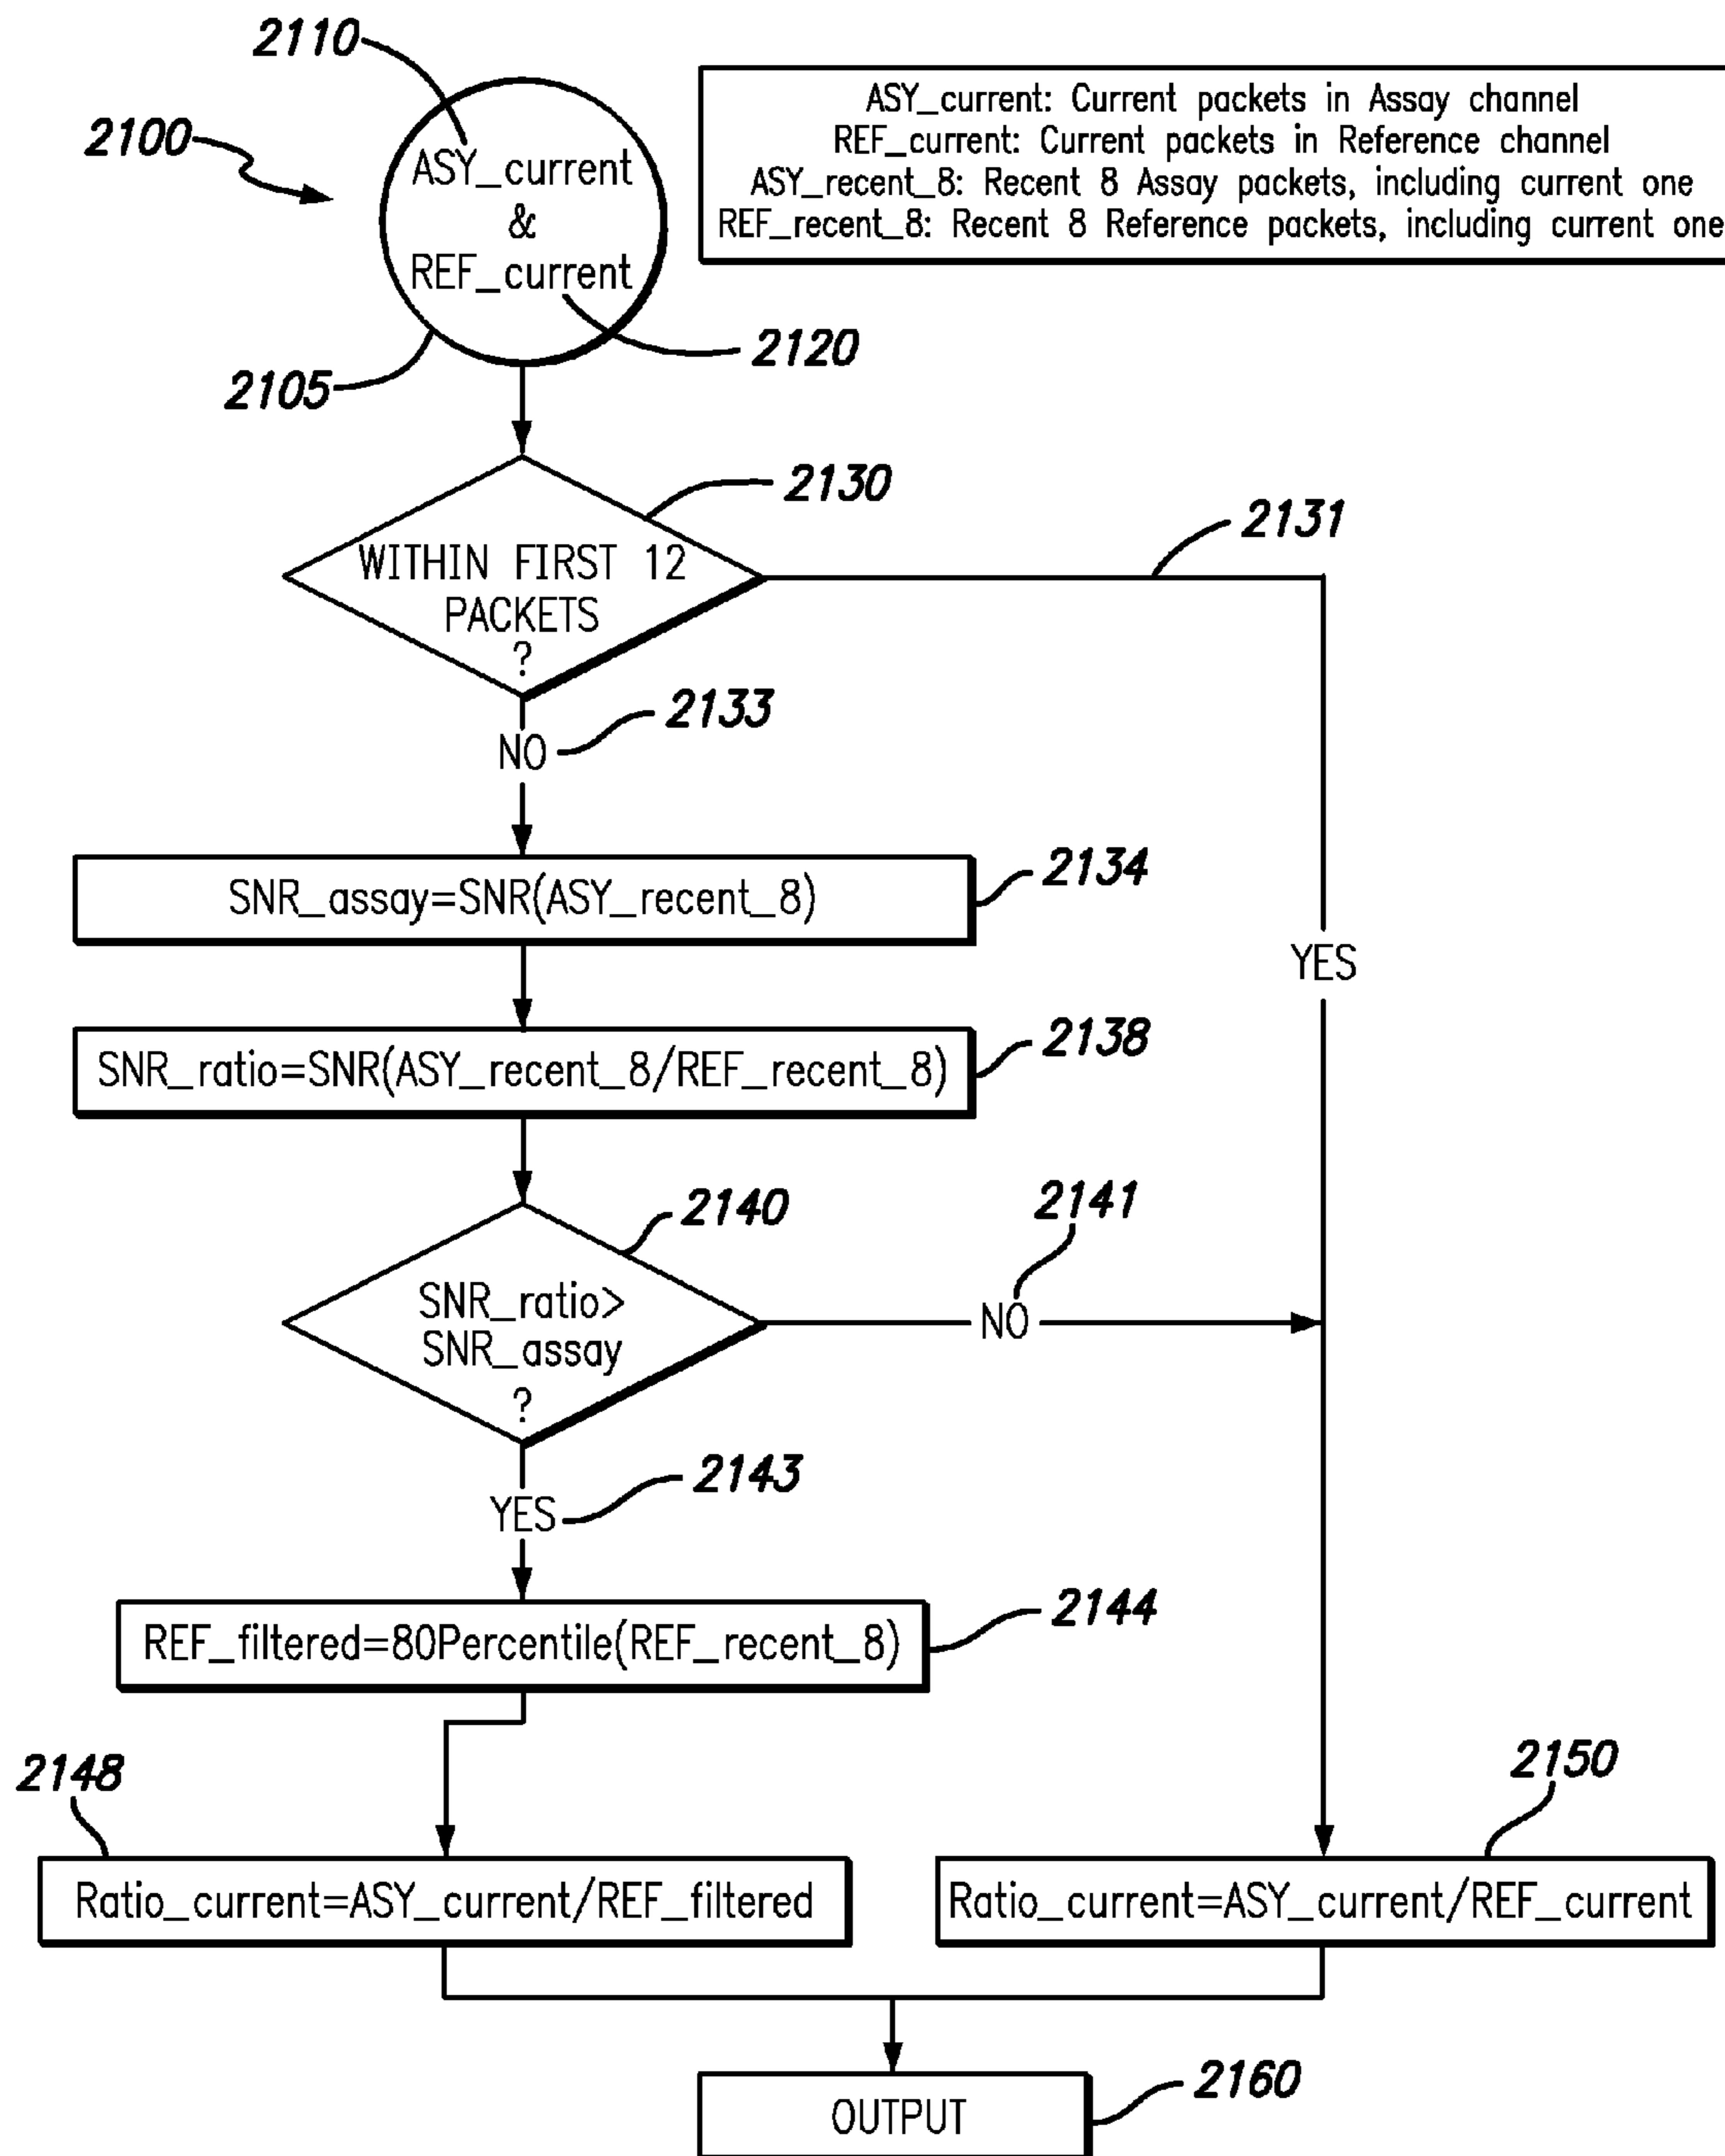 2110
2100
ASY_current
&
REF_current
ASY_current: Current packets in Assay channel
REF_current: Current packets in Reference channel
ASY_recent_8: Recent 8 Assay packets, including current one
REF_recent_8: Recent 8 Reference packets, including current one
2120
2105
2130
2131
WITHIN FIRST 12
PACKETS
?
2133
NO
2134
SNR_assay=SNR(ASY_recent_8)
YES
2138
SNR_ratio=SNR(ASY_recent_8/REF_recent_8)
2140
2141
SNR_ratio>
SNR_assay
?
NO
2143
YES
2144
REF_filtered=80Percentile(REF_recent_8)
2148
2150
Ratio_current=ASY_current/REF_filtered
Ratio_current=ASY_current/REF_current
2160
OUTPUT